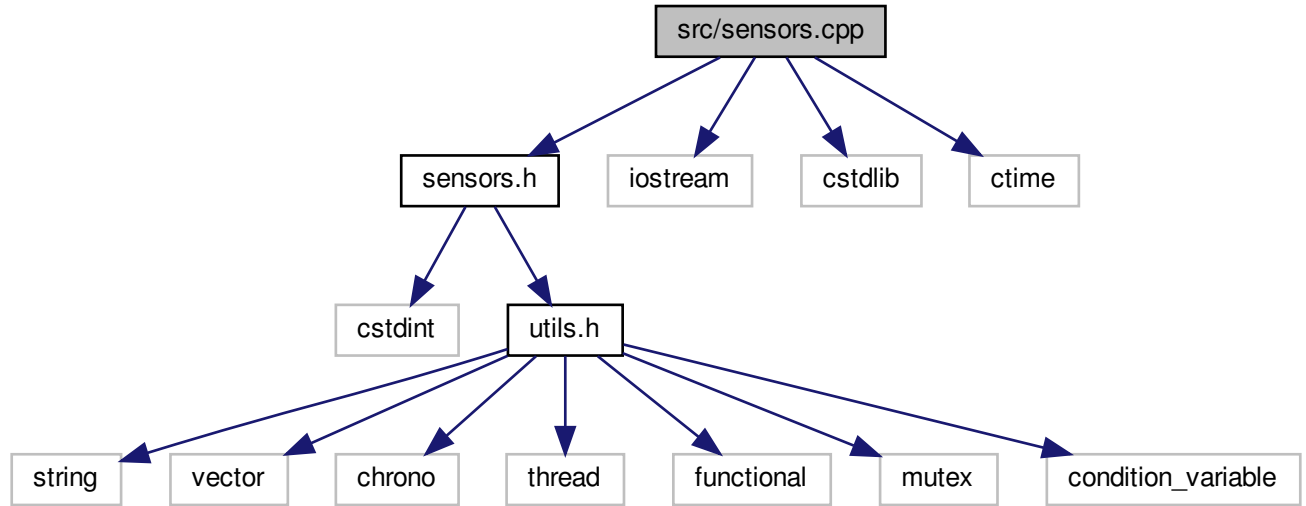 src/sensors.cpp
sensors.h
iostream
cstdlib
ctime
cstdint
utils.h
string
vector
chrono
thread
functional
mutex
condition_variable